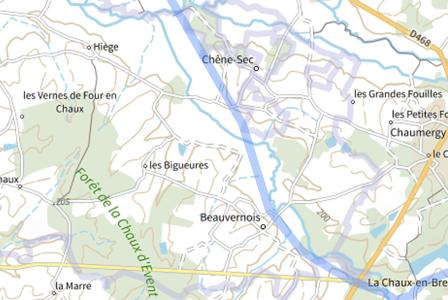 D468
Hiège
Chêne-Sec
les Vernes de Four en
Chaux
les Grandes Fouilles
les Petites Fo
Chaumergy
le C
les Bigueures
aux
205
Forêt de la Chaux d'Event
200
Beauvernois
la Marre
La Chaux-en-Bre